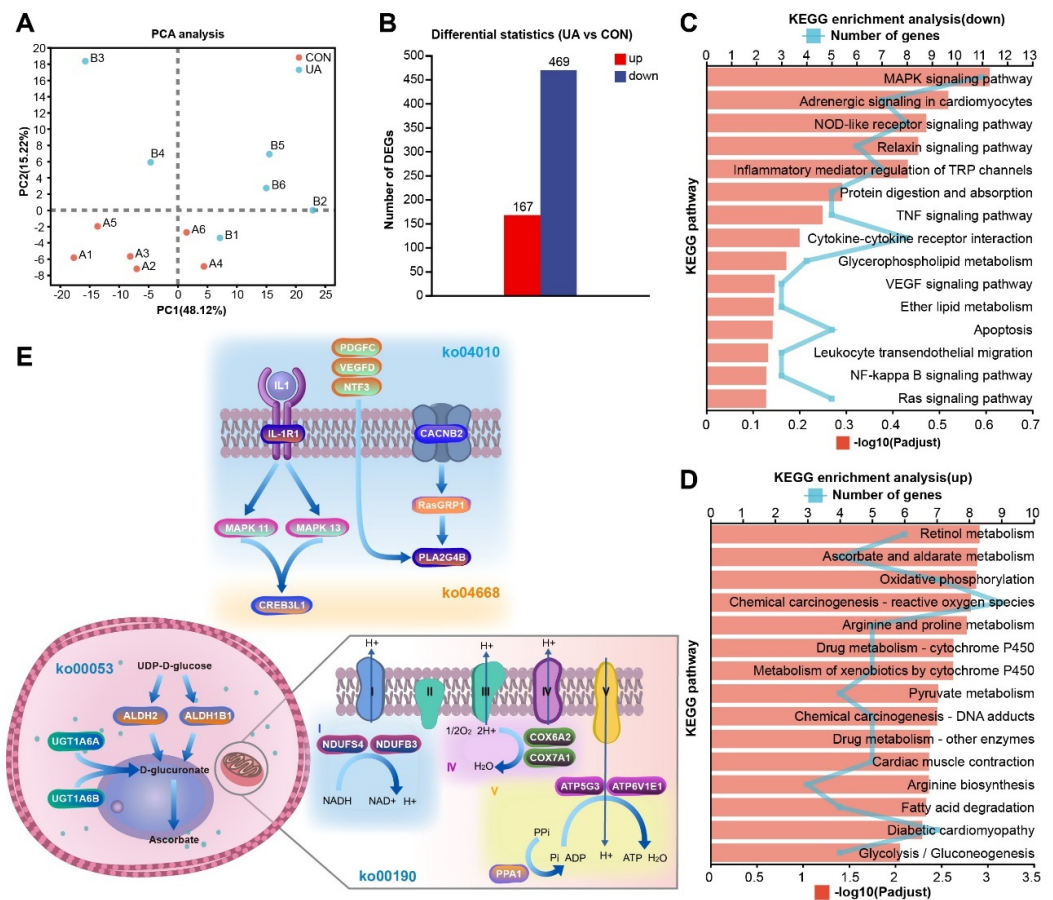 A
PCA analysis
20
18
16
14
12
10
8
6
4
2
0
-2
-4
-6
-8
PC2(15.22%)
B3
CON
UA
B4
B5
B6
B2
A5
A6
B1
A1
A3
A2
A4
-20 -15 -10 -5 0 5 10 15 20 25
PC1(48.12%)
B
Differential statistics (UA vs CON)
up
down
500
450
400
350
300
250
200
150
100
50
0
Number of DEGs
167
469
C
KEGG enrichment analysis(down)
Number of genes
0 1 2 3 4 5 6 7 8 9 10 11 12 13
KEGG pathway
MAPK signaling pathway
Adrenergic signaling in cardiomyocytes
NOD-like receptor signaling pathway
Relaxin signaling pathway
Inflammatory mediator regulation of TRP channels
Protein digestion and absorption
TNF signaling pathway
Cytokine-cytokine receptor interaction
Glycerophospholipid metabolism
VEGF signaling pathway
Ether lipid metabolism
Apoptosis
Leukocyte transendothelial migration
NF-kappa B signaling pathway
Ras signaling pathway
0 0.1 0.2 0.3 0.4 0.5 0.6 0.7
-log10(Padjust)
D
KEGG enrichment analysis(up)
Number of genes
0 1 2 3 4 5 6 7 8 9 10
KEGG pathway
Retinol metabolism
Ascorbate and aldarate metabolism
Oxidative phosphorylation
Chemical carcinogenesis - reactive oxygen species
Arginine and proline metabolism
Drug metabolism - cytochrome P450
Metabolism of xenobiotics by cytochrome P450
Pyruvate metabolism
Chemical carcinogenesis - DNA adducts
Drug metabolism - other enzymes
Cardiac muscle contraction
Arginine biosynthesis
Fatty acid degradation
Diabetic cardiomyopathy
Glycolysis / Gluconeogenesis
0 0.5 1 1.5 2 2.5 3 3.5
-log10(Padjust)
E
ko04010
PDGFC
VEGFD
NTF3
IL1
IL-1R1
CACNB2
RasGRP1
MAPK 11
MAPK 13
PLA2G4B
ko04668
CREB3L1
ko00053
UDP-D-glucose
ALDH2
ALDH1B1
UGT1A6A
D-glucuronate
UGT1A6B
Ascorbate
H+
H+
H+
I
II
III
IV
V
I
NDUFS4
NDUFB3
NADH
NAD+ H+
1/2O₂ 2H+
H₂O
IV
COX6A2
COX7A1
V
ATP5G3
ATP6V1E1
PPi
PPA1
Pi ADP
H+
ATP H₂O
ko00190